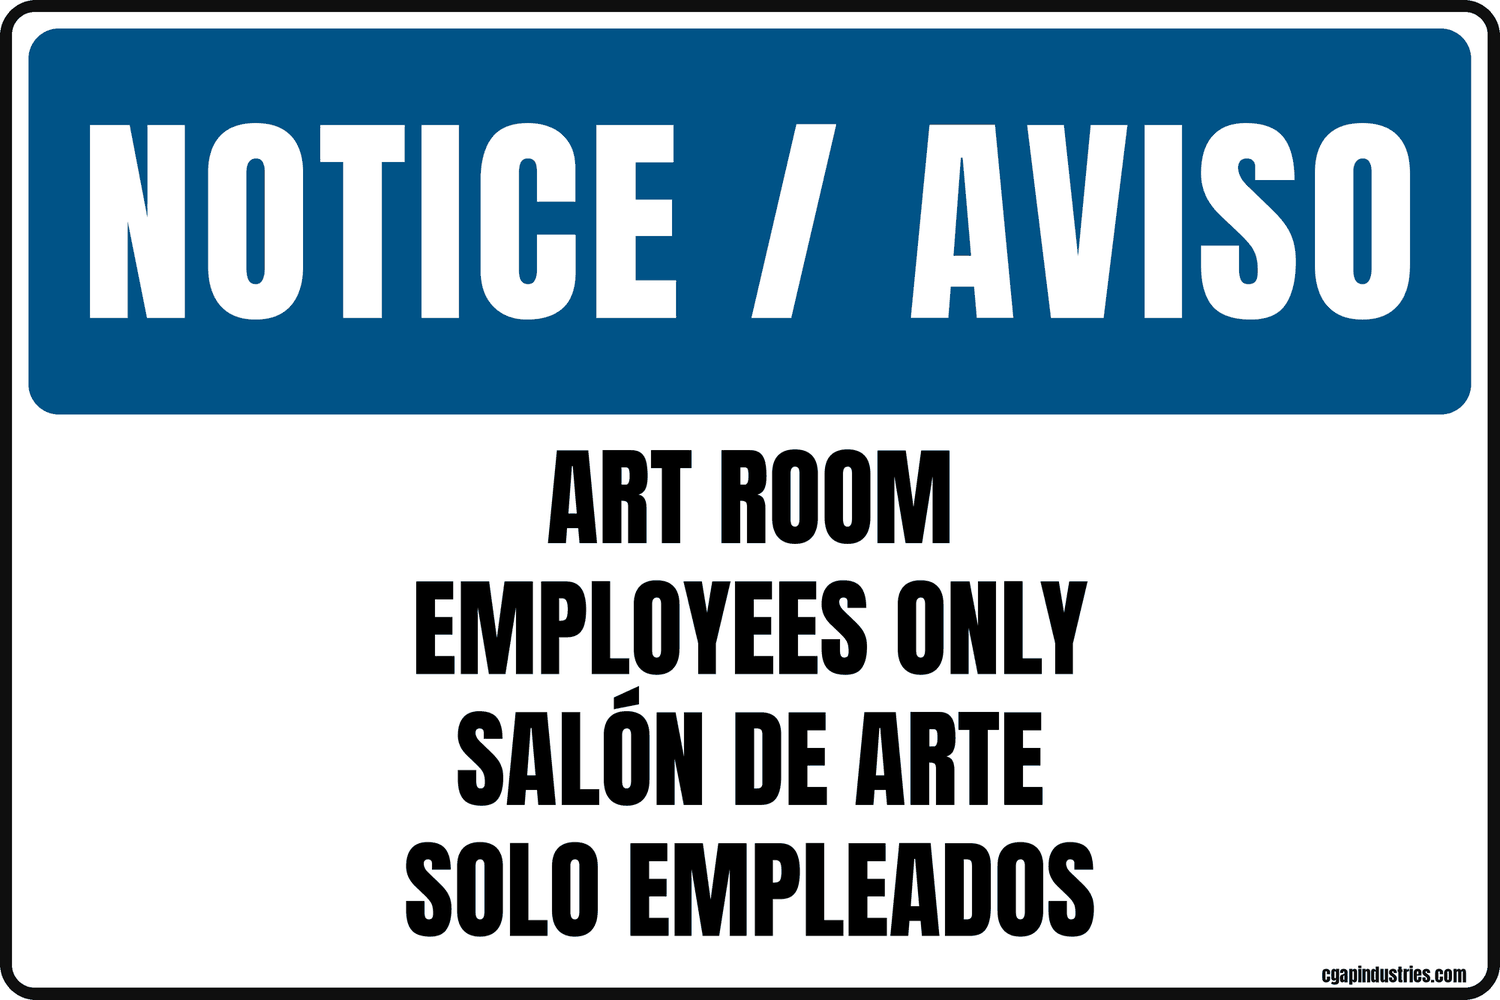 NOTICE / AVISO
ART ROOM
EMPLOYEES ONLY
SALÓN DE ARTE
SOLO EMPLEADOS
cgapindustries.com